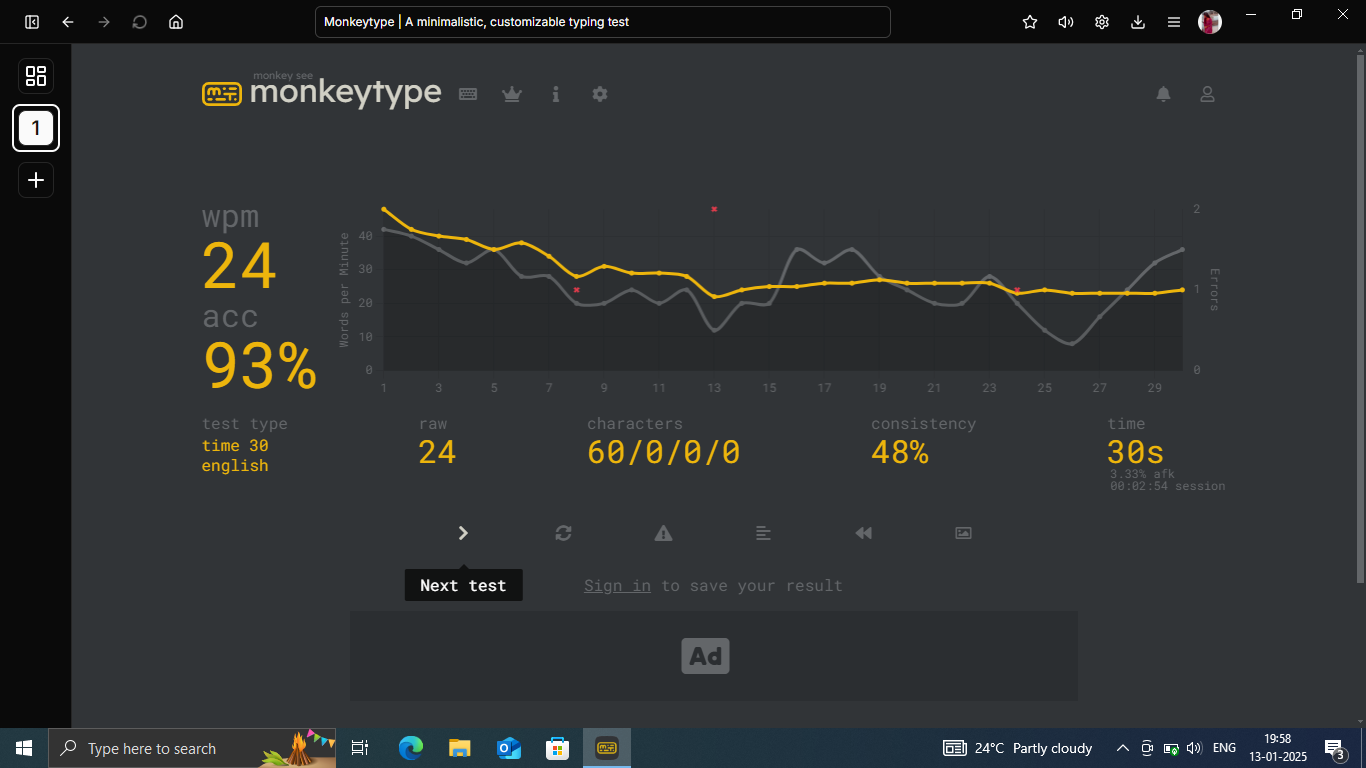 Monkeytype | A minimalistic, customizable typing test
1
monkey see
monkeytype
wpm
24
acc
93%
Words per Minute
40
30
20
10
0
2
1
0
Errors
1 3 5 7 9 11 13 15 17 19 21 23 25 27 29
test type
time 30
english
raw
24
characters
60/0/0/0
consistency
48%
time
30s
3.33% afk
00:02:54 session
Next test
Sign in to save your result
Ad
Type here to search
24°C Partly cloudy
ENG
19:58
13-01-2025
3